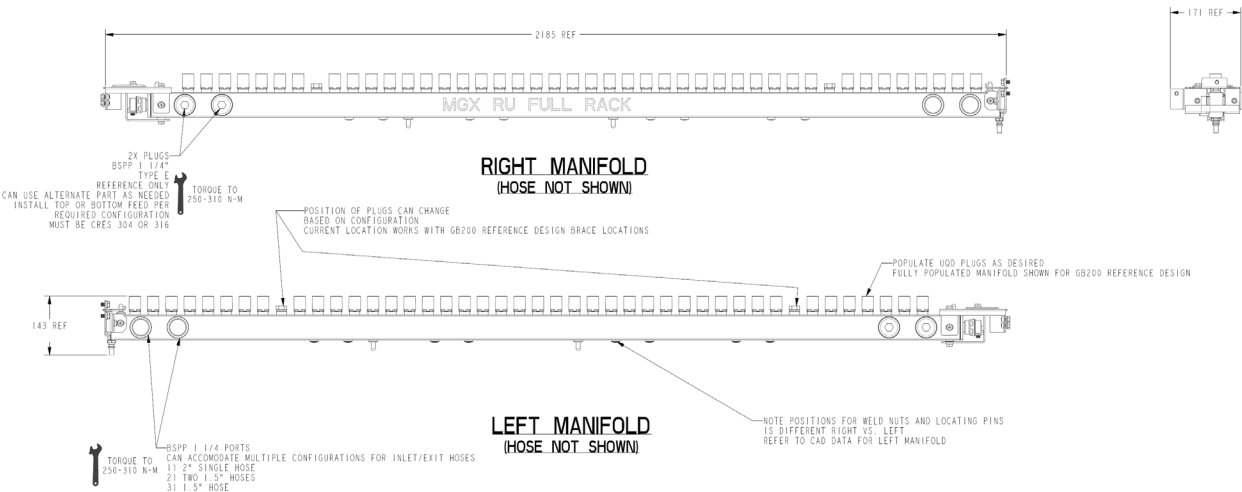 2185 REF
171 REF
MGX RU FULL RACK
2X PLUGS
BSPP 1 1/4"
TYPE E
REFERENCE ONLY
CAN USE ALTERNATE PART AS NEEDED
INSTALL TOP OR BOTTOM FEED PER
REQUIRED CONFIGURATION
MUST BE CRES 304 OR 316
TORQUE TO
250-310 N-M
RIGHT MANIFOLD
(HOSE NOT SHOWN)
POSITION OF PLUGS CAN CHANGE
BASED ON CONFIGURATION
CURRENT LOCATION WORKS WITH GB200 REFERENCE DESIGN BRACE LOCATIONS
POPULATE UQD PLUGS AS DESIRED
FULLY POPULATED MANIFOLD SHOWN FOR GB200 REFERENCE DESIGN
143 REF
LEFT MANIFOLD
(HOSE NOT SHOWN)
NOTE POSITIONS FOR WELD NUTS AND LOCATING PINS
IS DIFFERENT RIGHT VS. LEFT
REFER TO CAD DATA FOR LEFT MANIFOLD
TORQUE TO
250-310 N-M
BSPP 1 1/4 PORTS
CAN ACCOMODATE MULTIPLE CONFIGURATIONS FOR INLET/EXIT HOSES
1) 2" SINGLE HOSE
2) TWO 1.5" HOSES
3) 1.5" HOSE